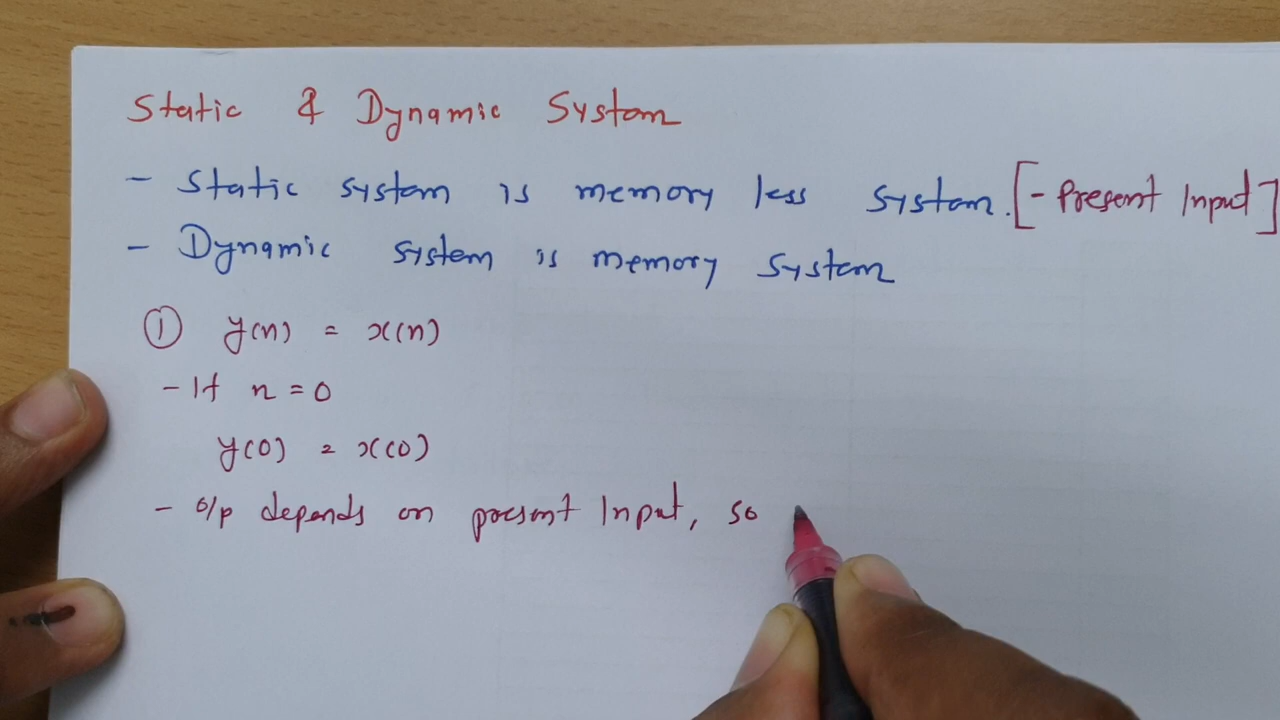 Static & Dynamic System
- Static system is memory less system. [- Present Input]
- Dynamic system is memory system
① y(n) = x(n)
- If n = 0
y(0) = x(0)
- o/p depends on present Input, so